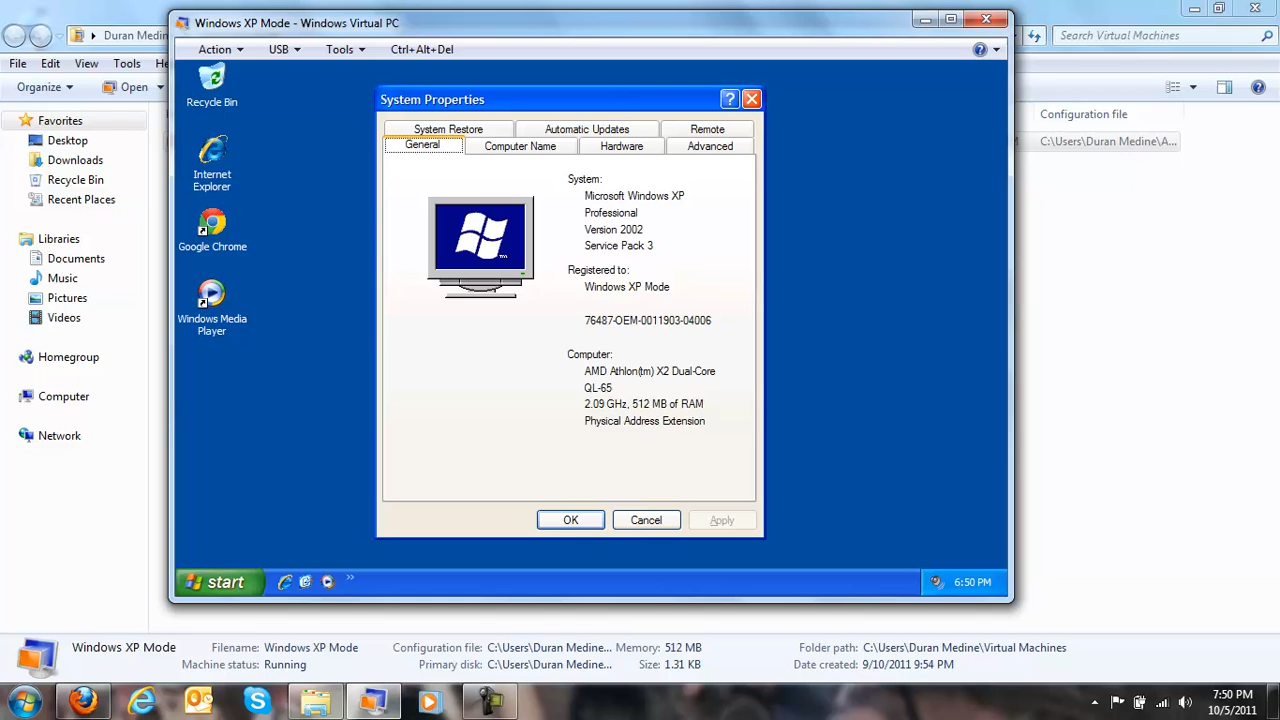 Windows XP Mode - Windows Virtual PC
Duran Medine
Search Virtual Machines
Action USB Tools Ctrl+Alt+Del
File Edit View Tools He
Organize Open
Favorites
Desktop
Downloads
Recycle Bin
Recent Places
Libraries
Documents
Music
Pictures
Videos
Homegroup
Computer
Network
Configuration file
C:\Users\Duran Medine\A...
Recycle Bin
Internet
Explorer
Google Chrome
Windows Media
Player
System Properties
System Restore Automatic Updates Remote
General Computer Name Hardware Advanced
System:
Microsoft Windows XP
Professional
Version 2002
Service Pack 3
Registered to:
Windows XP Mode
76487-OEM-0011903-04006
Computer:
AMD Athlon(tm) X2 Dual-Core
QL-65
2.09 GHz, 512 MB of RAM
Physical Address Extension
OK Cancel Apply
start
6:50 PM
Windows XP Mode Filename: Windows XP Mode Configuration file: C:\Users\Duran Medine... Memory: 512 MB Folder path: C:\Users\Duran Medine\Virtual Machines
Machine status: Running Primary disk: C:\Users\Duran Medine... Size: 1.31 KB Date created: 9/10/2011 9:54 PM
7:50 PM
10/5/2011